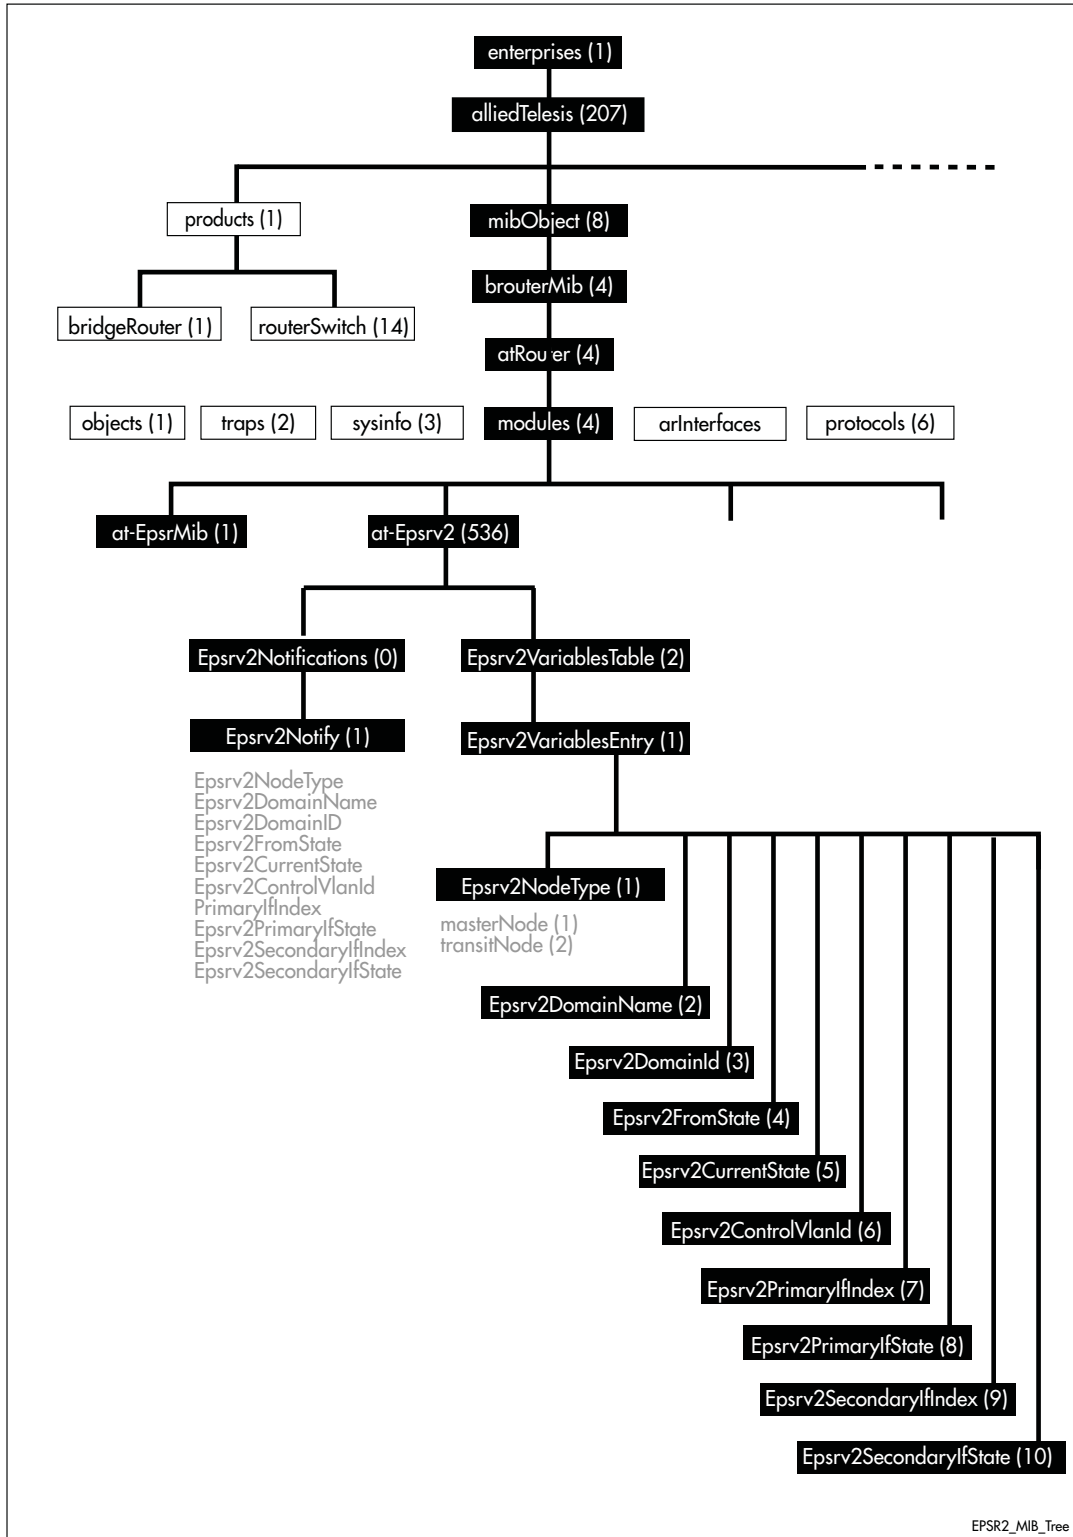 enterprises (1)
alliedTelesis (207)
products (1)
mibObject (8)
brouterMib (4)
bridgeRouter (1)
routerSwitch (14)
atRouter (4)
objects (1)
traps (2)
sysinfo (3)
modules (4)
arInterfaces
protocols (6)
at-EpsrMib (1)
at-Epsrv2 (536)
Epsrv2Notifications (0)
Epsrv2VariablesTable (2)
Epsrv2Notify (1)
Epsrv2VariablesEntry (1)
Epsrv2NodeType
Epsrv2DomainName
Epsrv2DomainID
Epsrv2FromState
Epsrv2CurrentState
Epsrv2ControlVlanId
PrimaryIfIndex
Epsrv2PrimaryIfState
Epsrv2SecondaryIfIndex
Epsrv2SecondaryIfState
Epsrv2NodeType (1)
masterNode (1)
transitNode (2)
Epsrv2DomainName (2)
Epsrv2DomainId (3)
Epsrv2FromState (4)
Epsrv2CurrentState (5)
Epsrv2ControlVlanId (6)
Epsrv2PrimaryIfIndex (7)
Epsrv2PrimaryIfState (8)
Epsrv2SecondaryIfIndex (9)
Epsrv2SecondaryIfState (10)
EPSR2_MIB_Tree